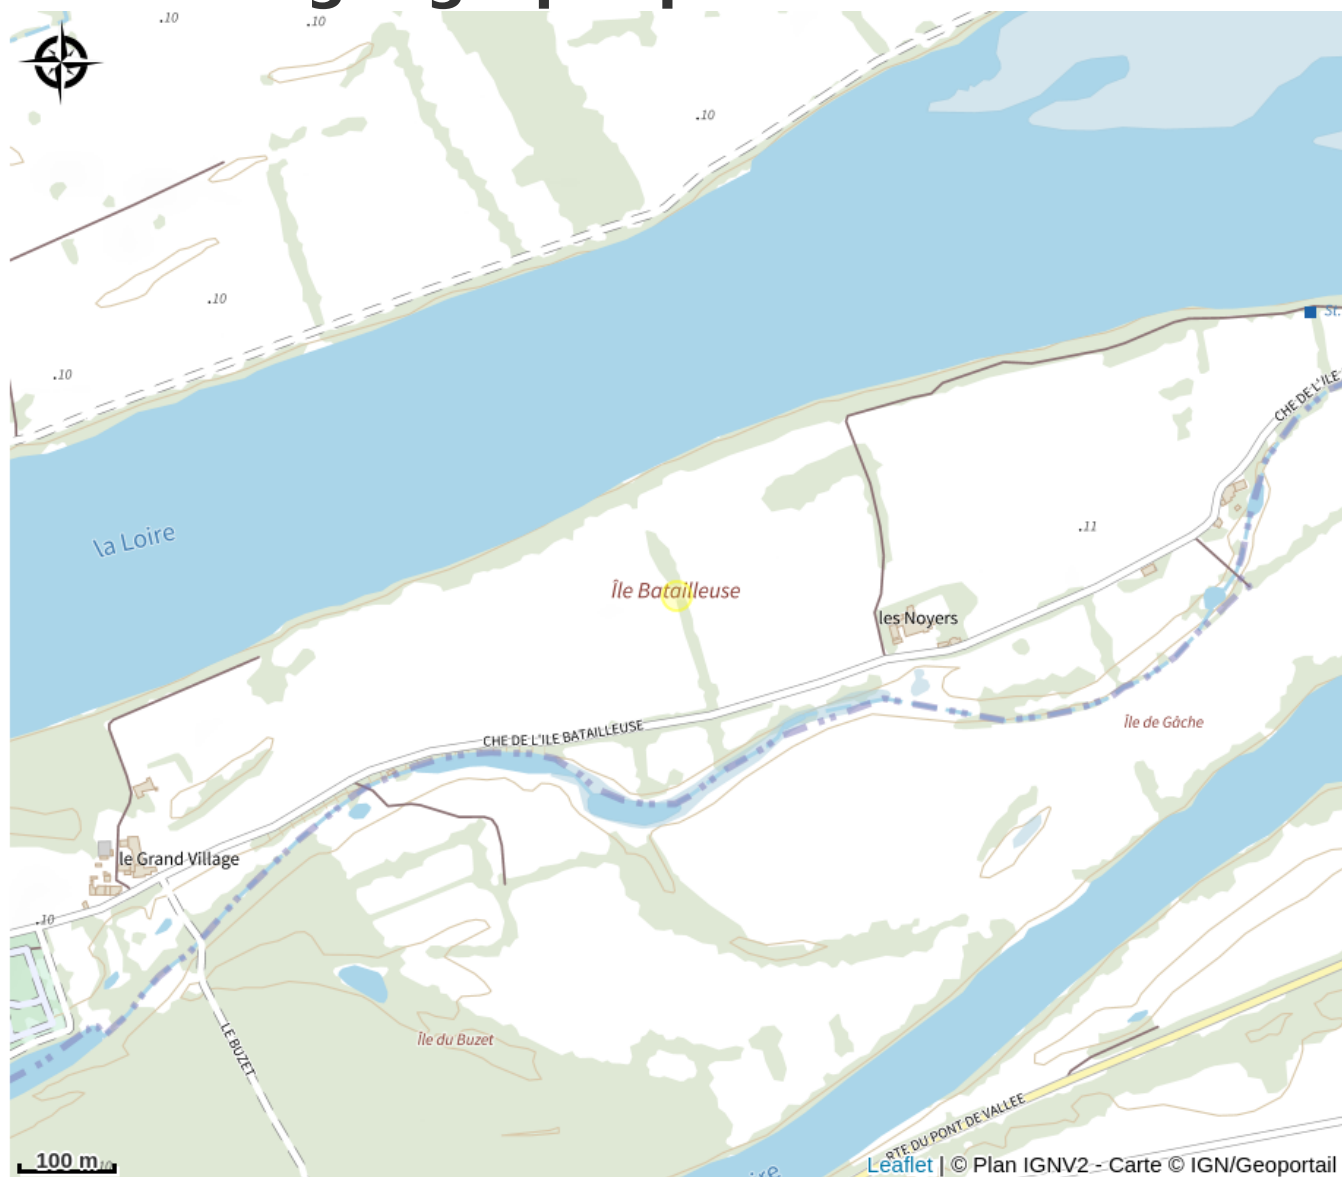 .10
.10
.10
.10
.10
St.
CHE DE L'ILE
la Loire
.11
Île Batailleuse
les Noyers
Île de Gâche
CHE DE L'ILE BATAILLEUSE
le Grand Village
.10
Île du Buzet
LE BUZET
RTE DU PONT DE VALLEE
100 m
Leaflet | © Plan IGNV2 - Carte © IGN/Geoportail